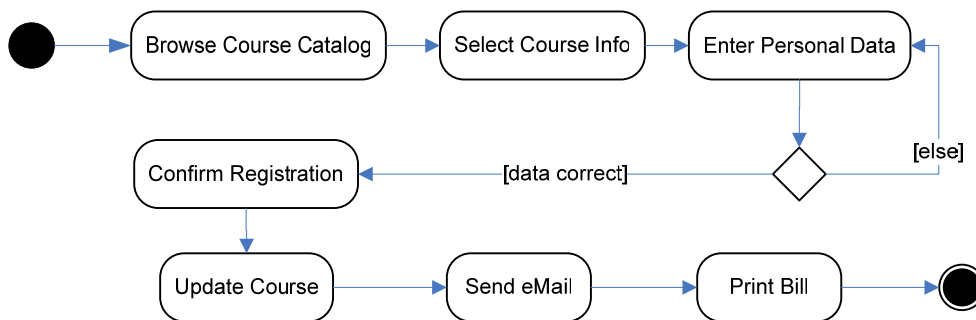 Browse Course Catalog
Select Course Info
Enter Personal Data
[else]
Confirm Registration
[data correct]
Update Course
Send eMail
Print Bill